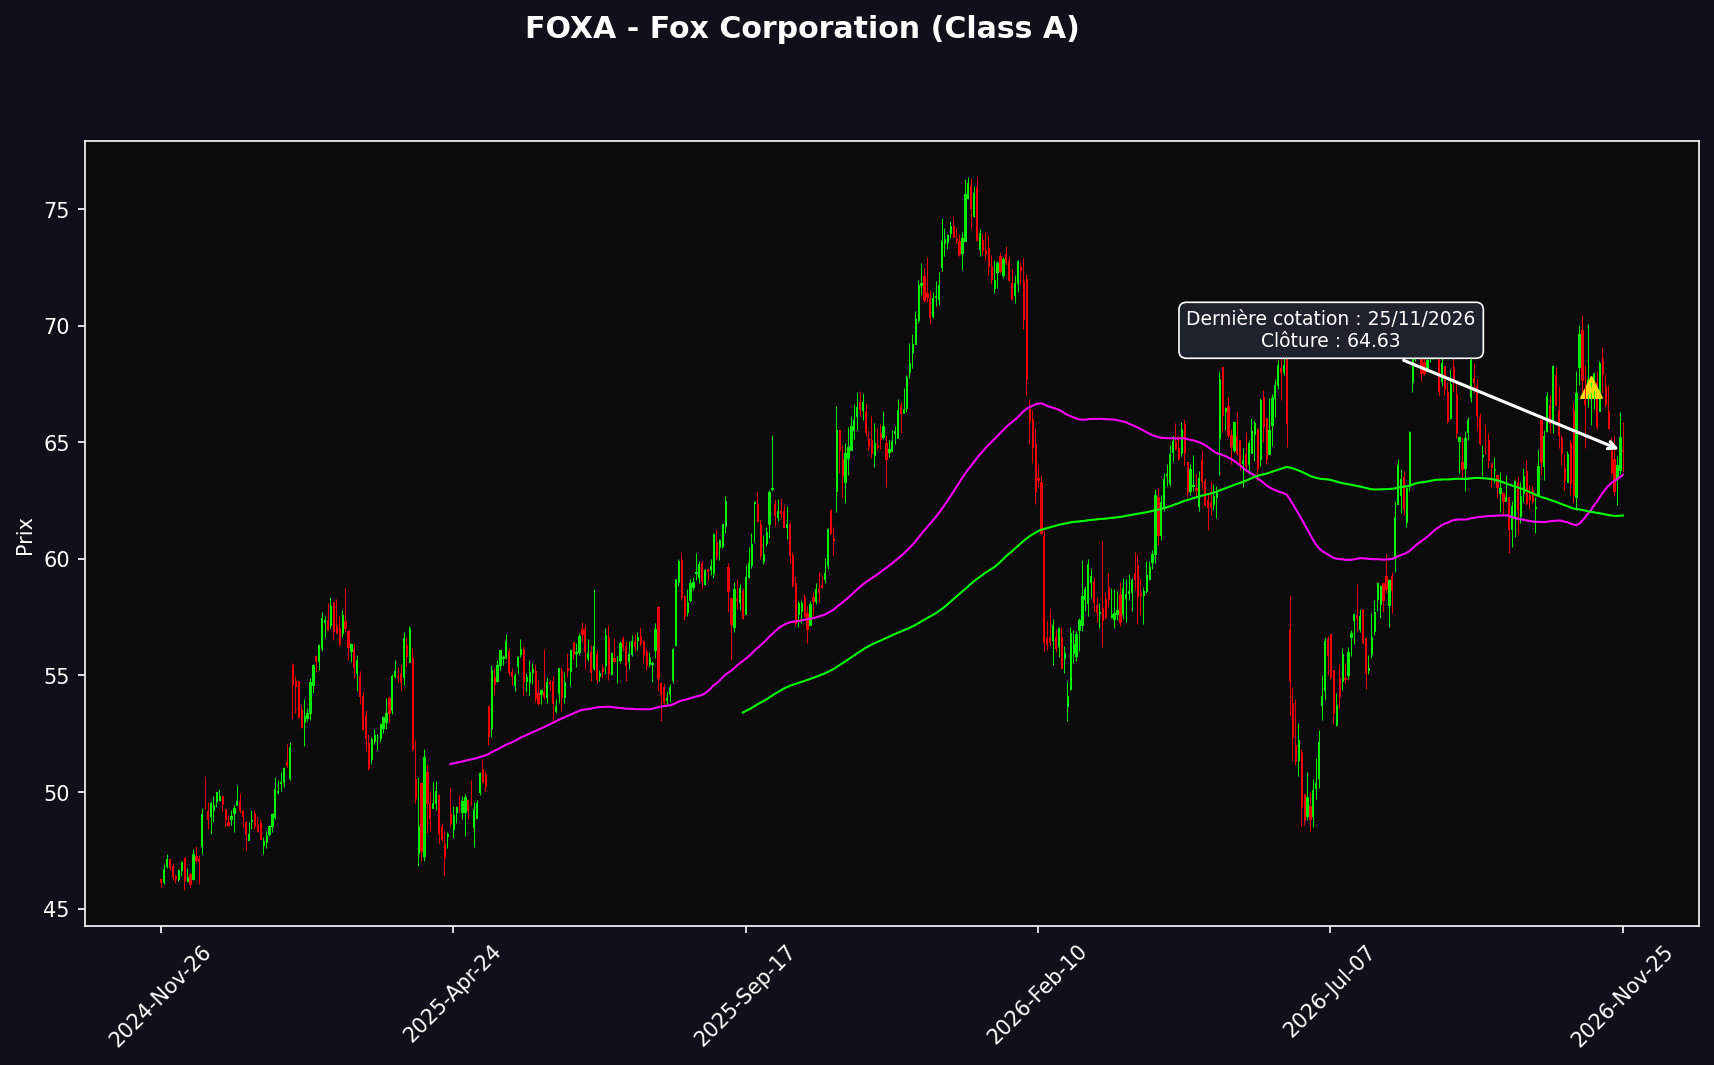 FOXA - Fox Corporation (Class A)
Prix
75
70
65
60
55
50
45
Dernière cotation : 25/11/2026
Clôture : 64.63
2024-Nov-26
2025-Apr-24
2025-Sep-17
2026-Feb-10
2026-Jul-07
2026-Nov-25